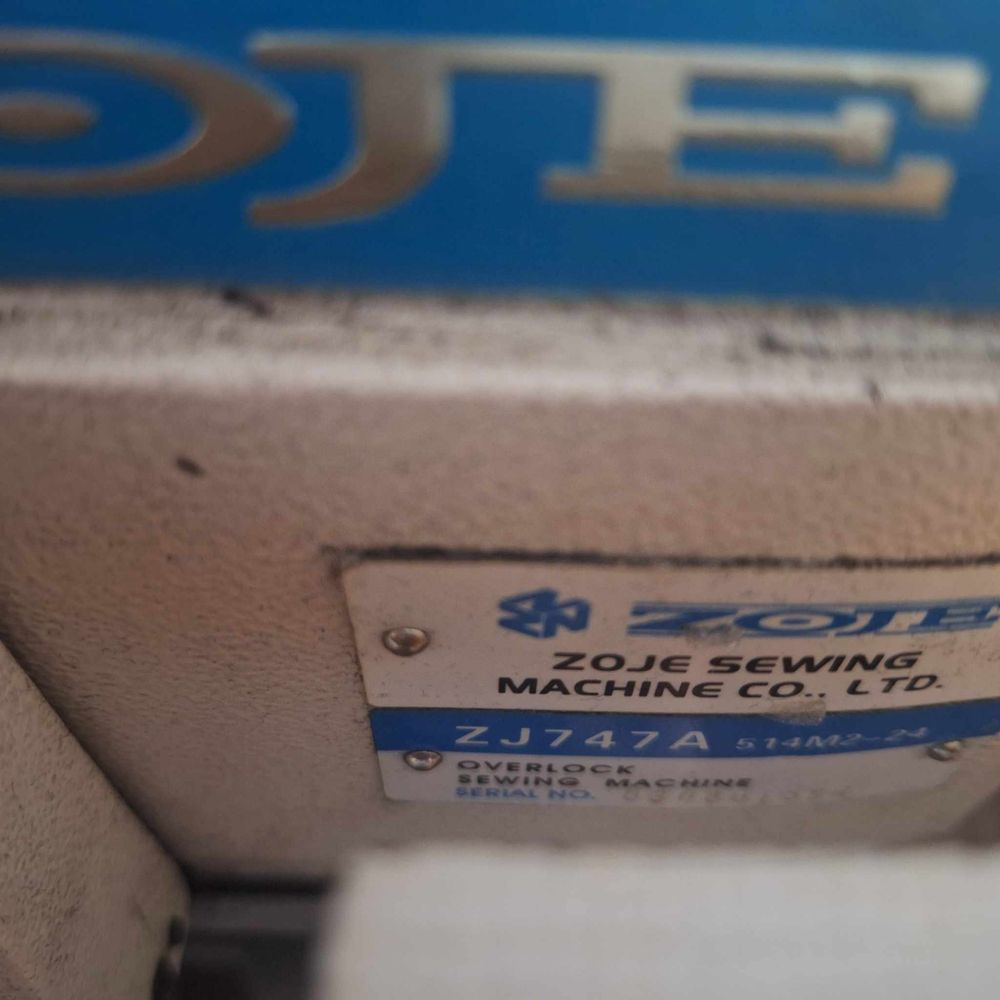 OJE
ZOJE
ZOJE SEWING
MACHINE CO., LTD.
ZJ747A 514M2-24
OVERLOCK
SEWING MACHINE
SERIAL NO.